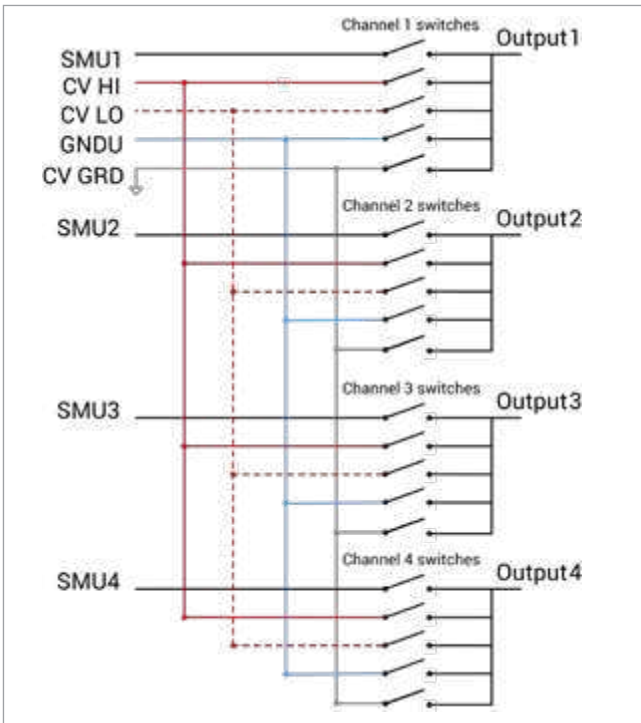 Channel 1 switches
Output1
SMU1
CV HI
CV LO
GNDU
CV GRD
Channel 2 switches
Output2
SMU2
Channel 3 switches
Output3
SMU3
Channel 4 switches
Output4
SMU4